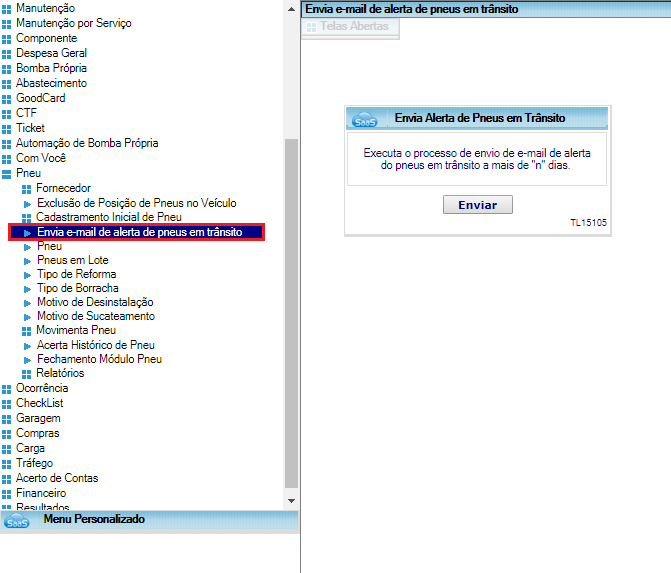 Manutenção
Manutenção por Serviço
Componente
Despesa Geral
Bomba Própria
Abastecimento
GoodCard
CTF
Ticket
Automação de Bomba Própria
Com Você
Pneu
Fornecedor
Exclusão de Posição de Pneus no Veículo
Cadastramento Inicial de Pneu
Envia e-mail de alerta de pneus em trânsito
Pneu
Pneus em Lote
Tipo de Reforma
Tipo de Borracha
Motivo de Desinstalação
Motivo de Sucateamento
Movimenta Pneu
Acerta Histórico de Pneu
Fechamento Módulo Pneu
Relatórios
Ocorrência
CheckList
Garagem
Compras
Carga
Tráfego
Acerto de Contas
Financeiro
Resultados
SaaS
Menu Personalizado
Envia e-mail de alerta de pneus em trânsito
Telas Abertas
SaaS
Envia Alerta de Pneus em Trânsito
Executa o processo de envio de e-mail de alerta
do pneus em trânsito a mais de "n" dias.
Enviar
TL15105